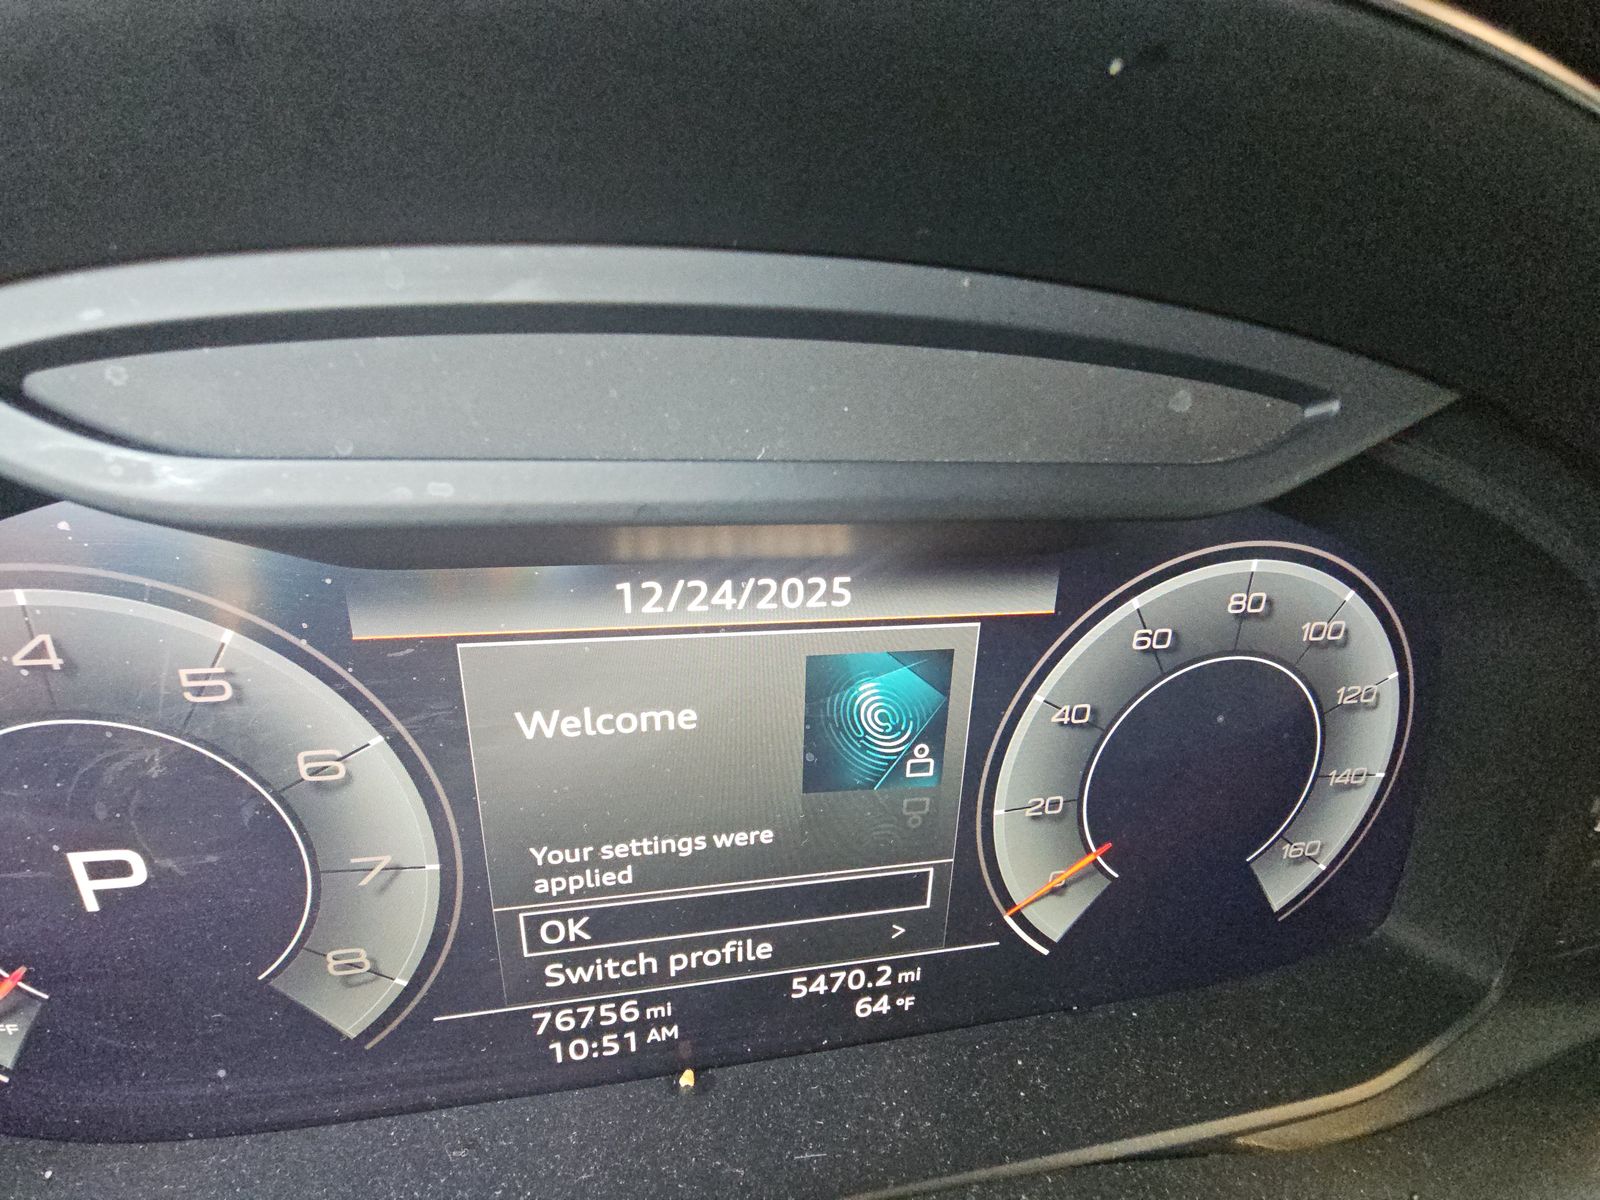 12/24/2025
4
5
6
7
8
P
Welcome
Your settings were
applied
OK
Switch profile
76756 mi
5470.2 mi
10:51 AM
64 °F
0
20
40
60
80
100
120
140
160